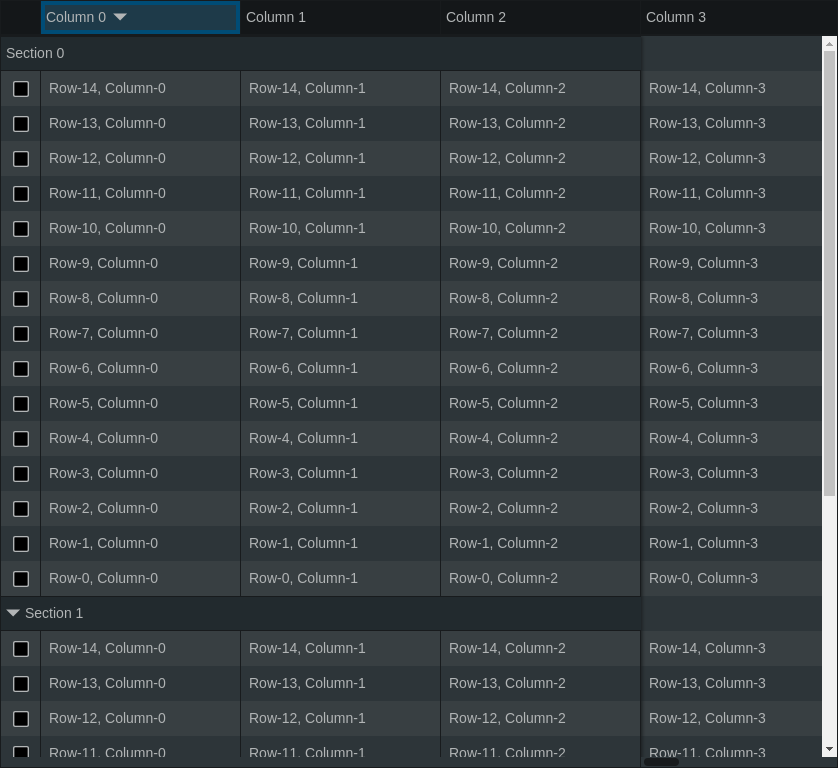 Column 0 Column 1 Column 2 Column 3
Section 0
Row-14, Column-0 Row-14, Column-1 Row-14, Column-2 Row-14, Column-3
Row-13, Column-0 Row-13, Column-1 Row-13, Column-2 Row-13, Column-3
Row-12, Column-0 Row-12, Column-1 Row-12, Column-2 Row-12, Column-3
Row-11, Column-0 Row-11, Column-1 Row-11, Column-2 Row-11, Column-3
Row-10, Column-0 Row-10, Column-1 Row-10, Column-2 Row-10, Column-3
Row-9, Column-0 Row-9, Column-1 Row-9, Column-2 Row-9, Column-3
Row-8, Column-0 Row-8, Column-1 Row-8, Column-2 Row-8, Column-3
Row-7, Column-0 Row-7, Column-1 Row-7, Column-2 Row-7, Column-3
Row-6, Column-0 Row-6, Column-1 Row-6, Column-2 Row-6, Column-3
Row-5, Column-0 Row-5, Column-1 Row-5, Column-2 Row-5, Column-3
Row-4, Column-0 Row-4, Column-1 Row-4, Column-2 Row-4, Column-3
Row-3, Column-0 Row-3, Column-1 Row-3, Column-2 Row-3, Column-3
Row-2, Column-0 Row-2, Column-1 Row-2, Column-2 Row-2, Column-3
Row-1, Column-0 Row-1, Column-1 Row-1, Column-2 Row-1, Column-3
Row-0, Column-0 Row-0, Column-1 Row-0, Column-2 Row-0, Column-3
Section 1
Row-14, Column-0 Row-14, Column-1 Row-14, Column-2 Row-14, Column-3
Row-13, Column-0 Row-13, Column-1 Row-13, Column-2 Row-13, Column-3
Row-12, Column-0 Row-12, Column-1 Row-12, Column-2 Row-12, Column-3
Row-11, Column-0 Row-11, Column-1 Row-11, Column-2 Row-11, Column-3